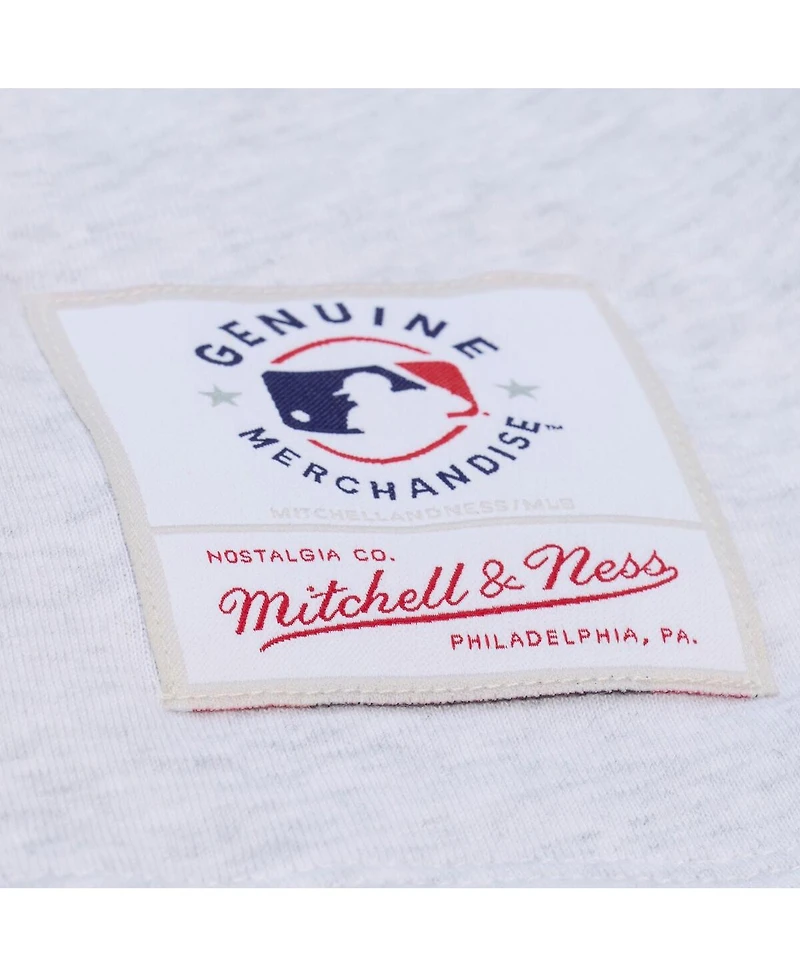 GENUINE
MERCHANDISE™
MITCHELLANDNESS/MLB
NOSTALGIA CO.
Mitchell & Ness
PHILADELPHIA, PA.